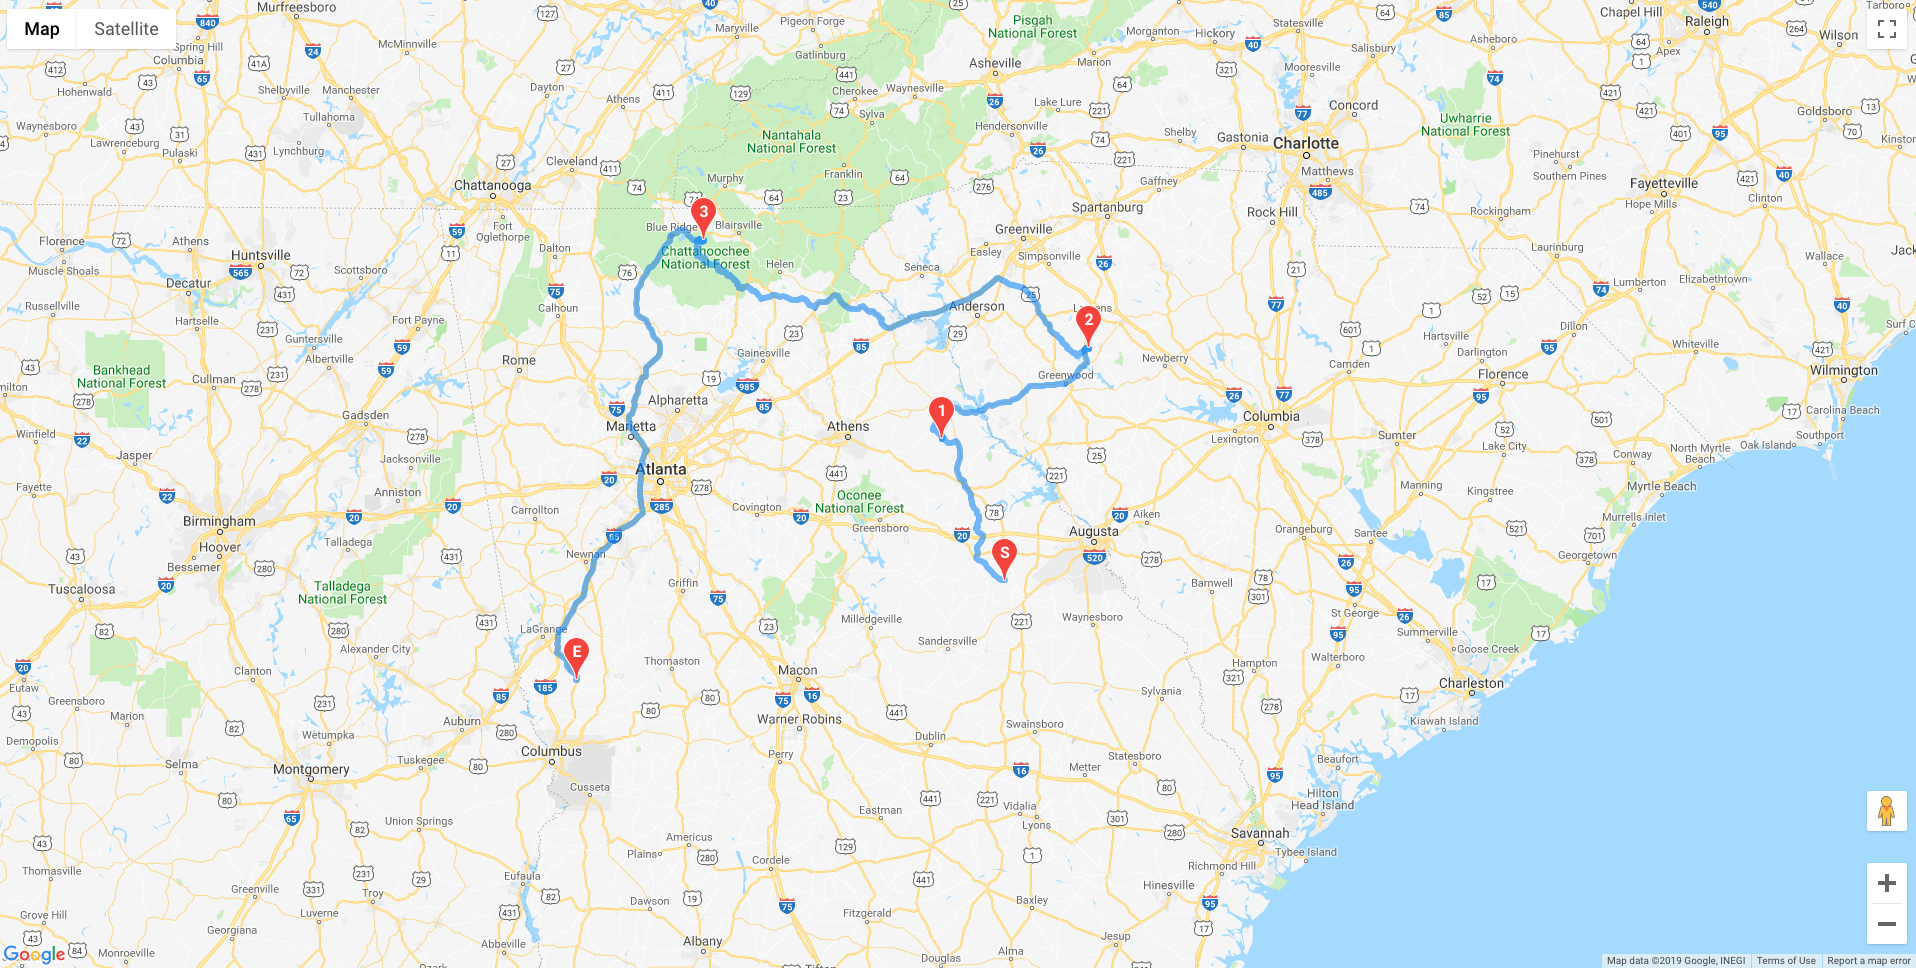 Map
Satellite
Murfreesboro
Maryville
Pigeon Forge
Pisgah
National Forest
Statesville
Chapel Hill
Raleigh
Tarboro
Wilson
Spring Hill
Columbia
McMinnville
Gatlinburg
Morganton
Hickory
Salisbury
Asheboro
Apex
Hohenwald
Shelbyville
Manchester
Dayton
Athens
Cherokee
Waynesville
Asheville
Lake Lure
Mooresville
Concord
Goldsboro
Waynesboro
Lawrenceburg
Pulaski
Tullahoma
Lynchburg
Cleveland
Sylva
Nantahala
National Forest
Hendersonville
Shelby
Gastonia
Charlotte
Uwharrie
National Forest
Pinehurst
Southern Pines
Kinston
Chattanooga
Murphy
Franklin
Gaffney
Matthews
Fayetteville
Hope Mills
Clinton
Florence
Athens
Huntsville
Fort
Oglethorpe
Dalton
Blue Ridge
Blairsville
Chattahoochee
National Forest
Helen
Spartanburg
Greenville
Easley
Simpsonville
Seneca
Rock Hill
Rockingham
Laurinburg
Wallace
Jack
Muscle Shoals
Decatur
Scottsboro
Calhoun
Anderson
Elizabethtown
Lumberton
Russellville
Hartselle
Guntersville
Fort Payne
Albertville
Rome
Gainesville
Hartsville
Dillon
Whiteville
Surf C
Bankhead
National Forest
Cullman
Alpharetta
Greenwood
Newberry
Camden
Darlington
Florence
Wilmington
Milton
Gadsden
Marietta
Athens
Columbia
Lexington
Carolina Beach
Winfield
Jasper
Jacksonville
Atlanta
Sumter
Lake City
Conway
North Myrtle
Beach
Oak Island
Southport
Fayette
Anniston
Carrollton
Covington
Oconee
National Forest
Greensboro
Augusta
Aiken
Manning
Kingstree
Myrtle Beach
Birmingham
Hoover
Bessemer
Talladega
Newnan
Orangeburg
Santee
Murrells Inlet
Georgetown
Tuscaloosa
Talladega
National Forest
Griffin
Milledgeville
Sandersville
Waynesboro
Barnwell
St George
Summerville
Goose Creek
LaGrange
Alexander City
Thomaston
Macon
Hampton
Walterboro
Charleston
Kiawah Island
Eutaw
Greensboro
Marion
Clanton
Auburn
Warner Robins
Swainsboro
Sylvania
Demopolis
Selma
Wetumpka
Tuskegee
Columbus
Perry
Dublin
Statesboro
Metter
Beaufort
Montgomery
Cusseta
Eastman
Vidalia
Lyons
Hilton
Head Island
Union Springs
Americus
Plains
Cordele
Savannah
Tybee Island
Richmond Hill
Thomasville
Greenville
Troy
Eufaula
Dawson
Hinesville
Grove Hill
Luverne
Fitzgerald
Baxley
Georgiana
Abbeville
Albany
Jesup
Monroeville
Ozark
Tifton
Douglas
Alma
S
1
2
3
E
Google
Map data ©2019 Google, INEGI
Terms of Use
Report a map error